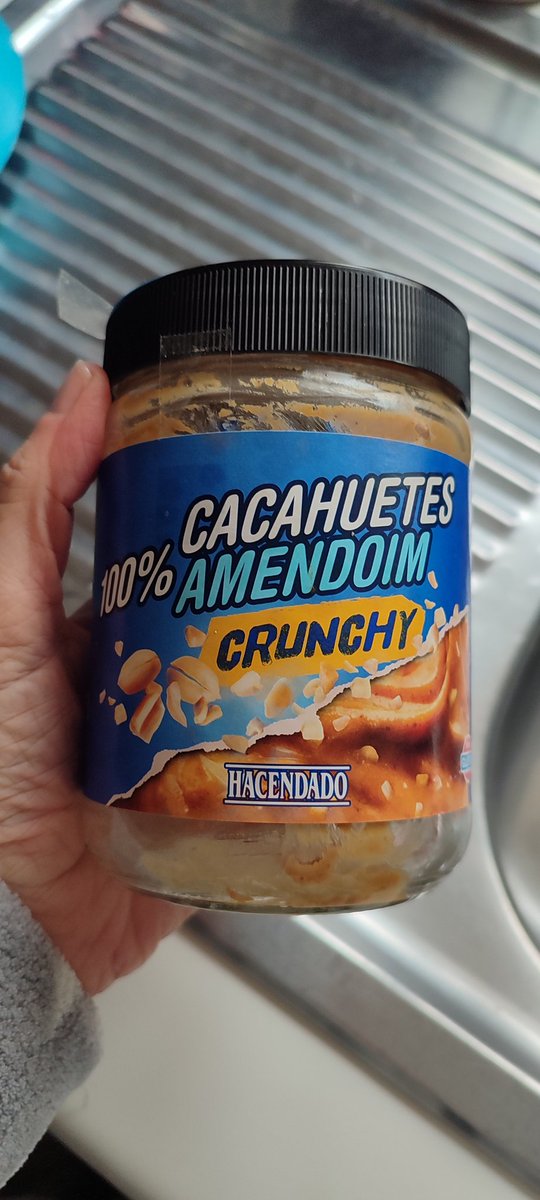 CACAHUETES
100% AMENDOIM
CRUNCHY
HACENDADO